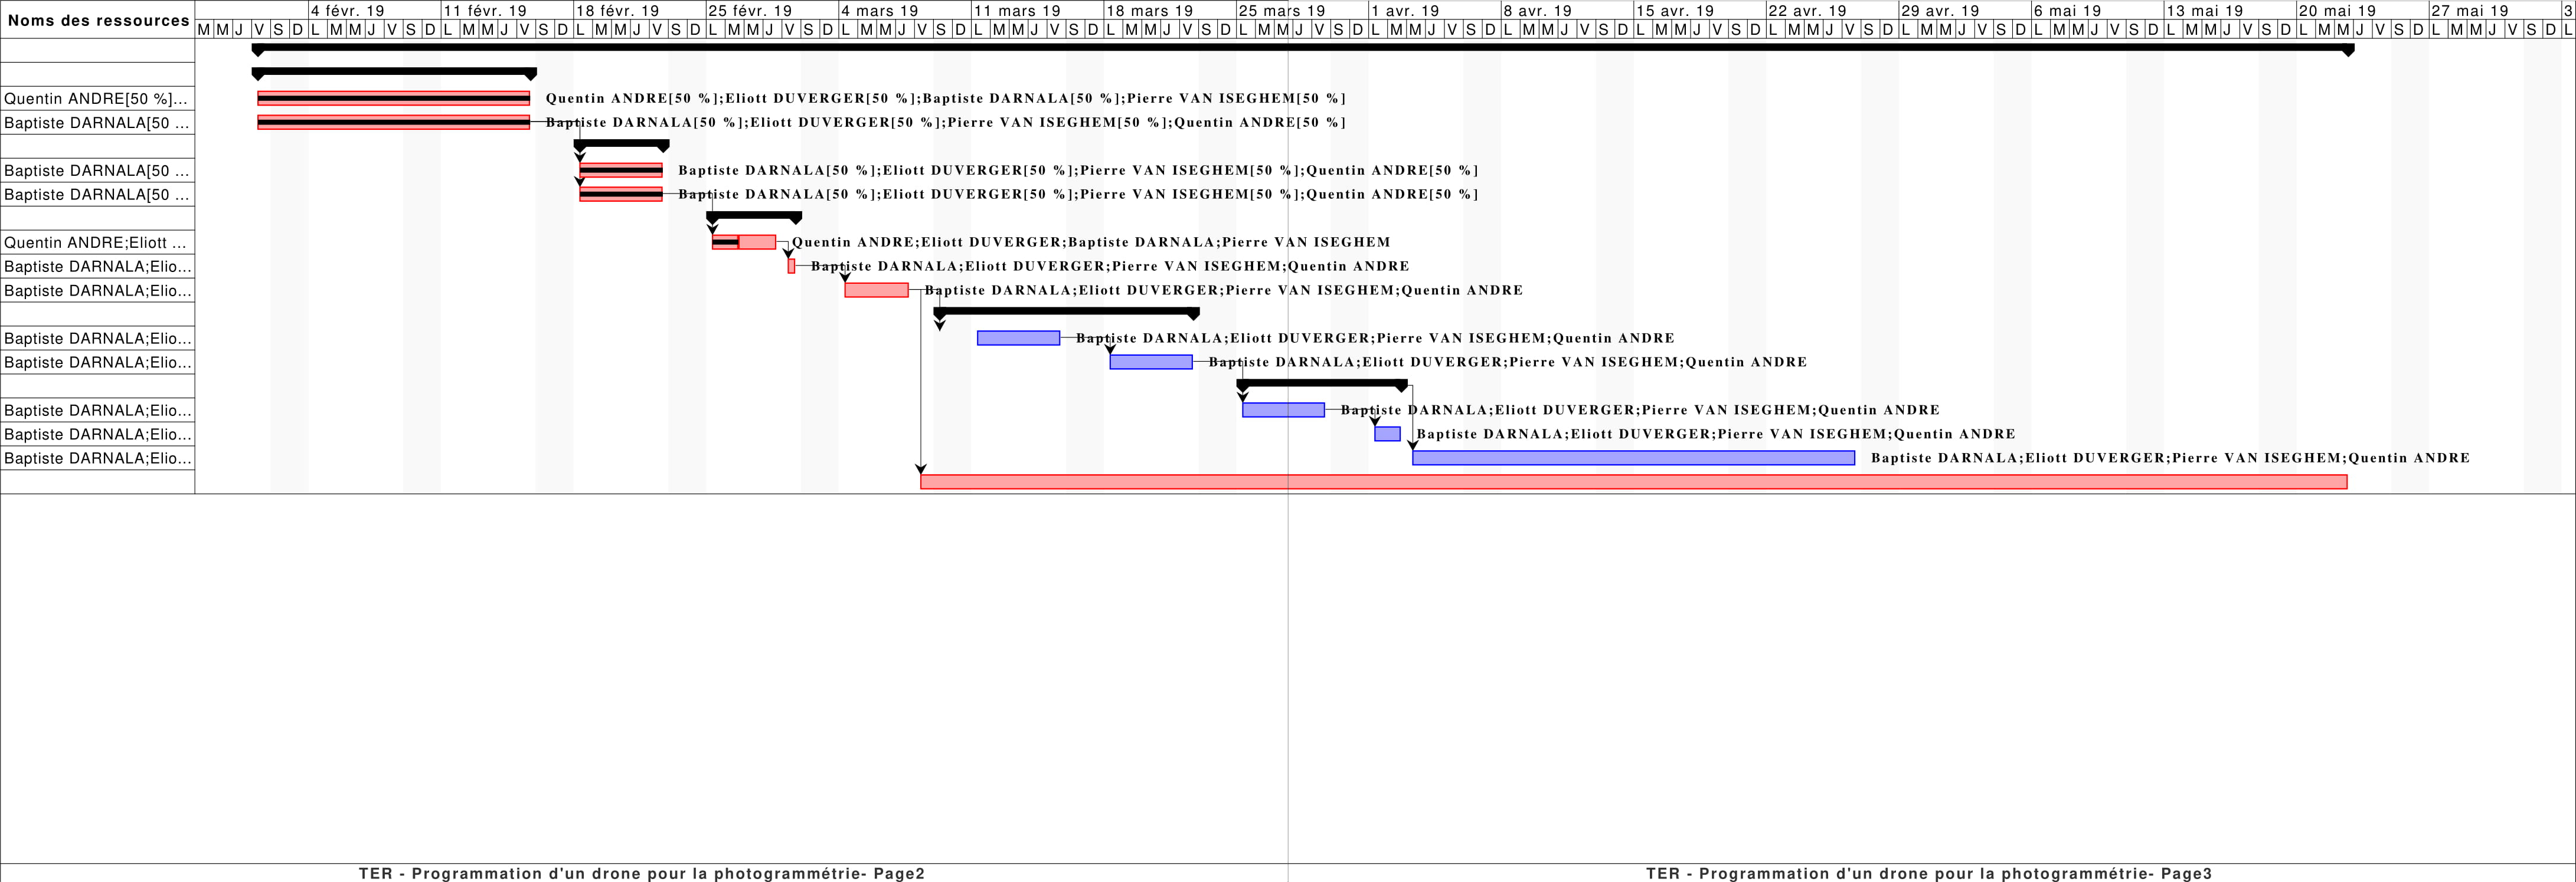 Noms des ressources
4 févr. 19 11 févr. 19 18 févr. 19 25 févr. 19 4 mars 19 11 mars 19 18 mars 19 25 mars 19 1 avr. 19 8 avr. 19 15 avr. 19 22 avr. 19 29 avr. 19 6 mai 19 13 mai 19 20 mai 19 27 mai 19 3
M M J V S D L M M J V S D L M M J V S D L M M J V S D L M M J V S D L M M J V S D L M M J V S D L M M J V S D L M M J V S D L M M J V S D L M M J V S D L M M J V S D L M M J V S D L M M J V S D L M M J V S D L M M J V S D L M M J V S D L M M J V S D L
Quentin ANDRE[50 %]... Quentin ANDRE[50 %];Eliott DUVERGER[50 %];Baptiste DARNALA[50 %];Pierre VAN ISEGHEM[50 %]
Baptiste DARNALA[50 ... Baptiste DARNALA[50 %];Eliott DUVERGER[50 %];Pierre VAN ISEGHEM[50 %];Quentin ANDRE[50 %]
Baptiste DARNALA[50 ... Baptiste DARNALA[50 %];Eliott DUVERGER[50 %];Pierre VAN ISEGHEM[50 %];Quentin ANDRE[50 %]
Baptiste DARNALA[50 ... Baptiste DARNALA[50 %];Eliott DUVERGER[50 %];Pierre VAN ISEGHEM[50 %];Quentin ANDRE[50 %]
Quentin ANDRE;Eliott ... Quentin ANDRE;Eliott DUVERGER;Baptiste DARNALA;Pierre VAN ISEGHEM
Baptiste DARNALA;Elio... Baptiste DARNALA;Eliott DUVERGER;Pierre VAN ISEGHEM;Quentin ANDRE
Baptiste DARNALA;Elio... Baptiste DARNALA;Eliott DUVERGER;Pierre VAN ISEGHEM;Quentin ANDRE
Baptiste DARNALA;Elio... Baptiste DARNALA;Eliott DUVERGER;Pierre VAN ISEGHEM;Quentin ANDRE
Baptiste DARNALA;Elio... Baptiste DARNALA;Eliott DUVERGER;Pierre VAN ISEGHEM;Quentin ANDRE
Baptiste DARNALA;Elio... Baptiste DARNALA;Eliott DUVERGER;Pierre VAN ISEGHEM;Quentin ANDRE
Baptiste DARNALA;Elio... Baptiste DARNALA;Eliott DUVERGER;Pierre VAN ISEGHEM;Quentin ANDRE
Baptiste DARNALA;Elio... Baptiste DARNALA;Eliott DUVERGER;Pierre VAN ISEGHEM;Quentin ANDRE
TER - Programmation d'un drone pour la photogrammétrie- Page2
TER - Programmation d'un drone pour la photogrammétrie- Page3